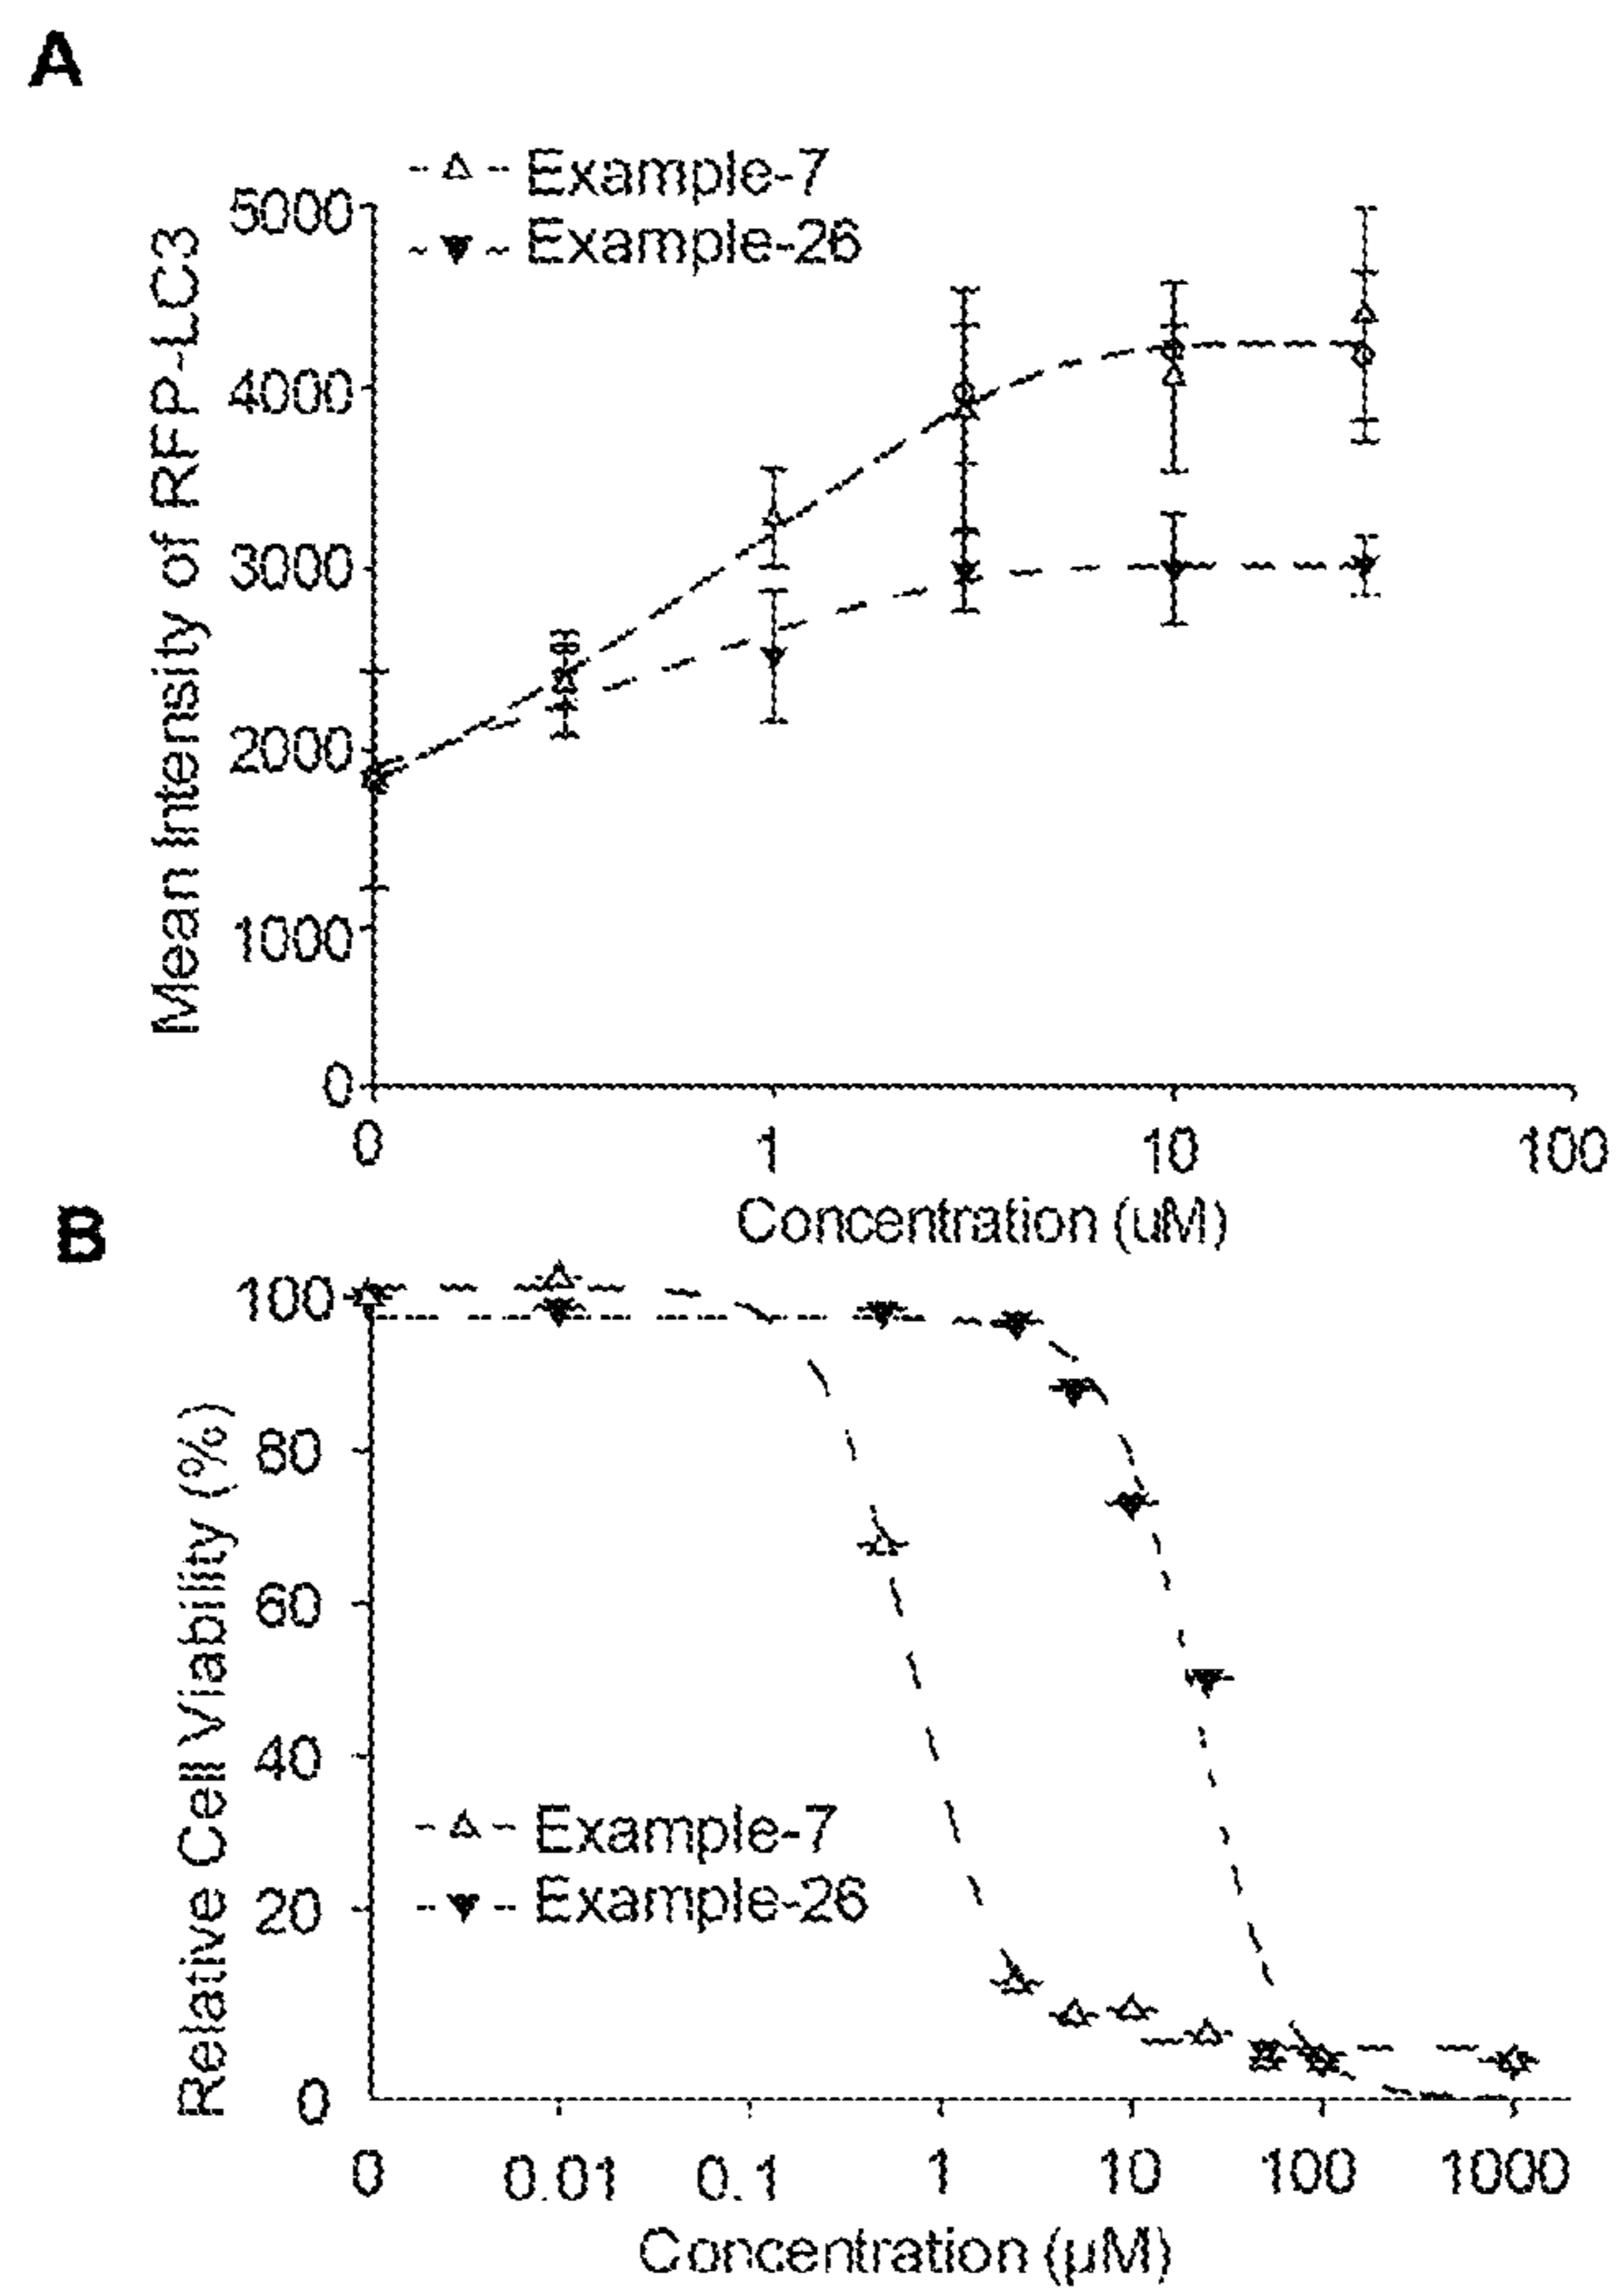 A
Example-7
Example-26
5000
4000
3000
2000
1000
0
Mean Intensity of RFP-LC3
0 1 10 100
Concentration (uM)
B
100
80
60
40
20
0
Relative Cell Viability (%)
Example-7
Example-26
0 0.01 0.1 1 10 100 1000
Concentration (µM)